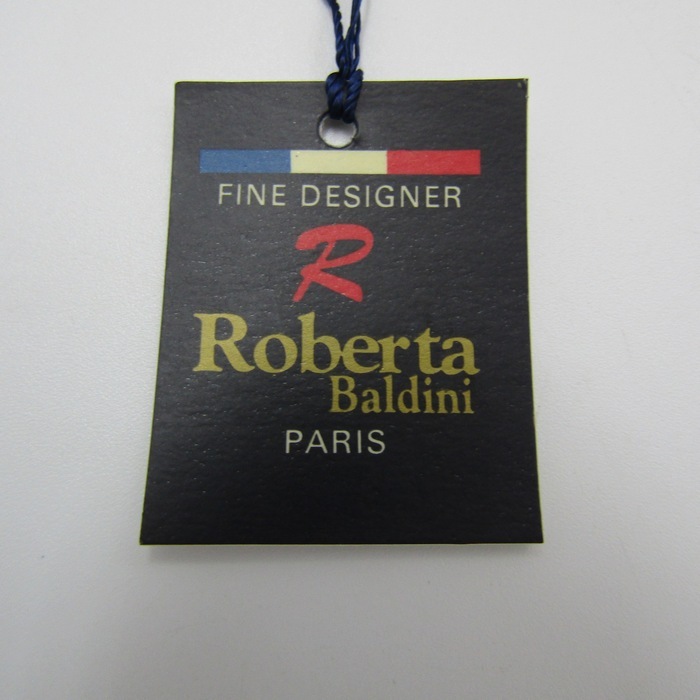 FINE DESIGNER
R
Roberta
Baldini
PARIS